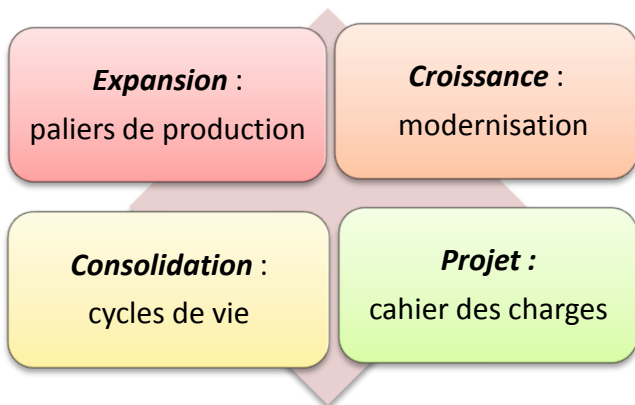 Expansion :
paliers de production
Croissance :
modernisation
Consolidation :
cycles de vie
Projet :
cahier des charges